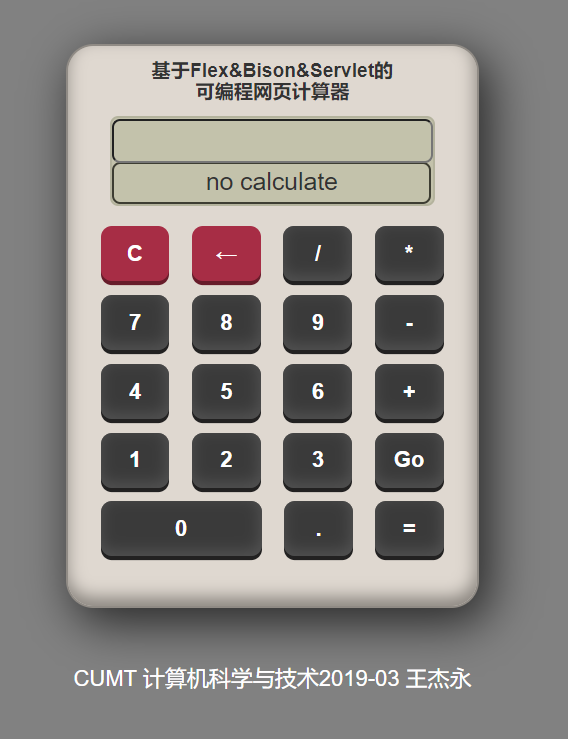 基于Flex&Bison&Servlet的
可编程网页计算器
no calculate
C ← / *
7 8 9 -
4 5 6 +
1 2 3 Go
0 . =
CUMT 计算机科学与技术2019-03 王杰永